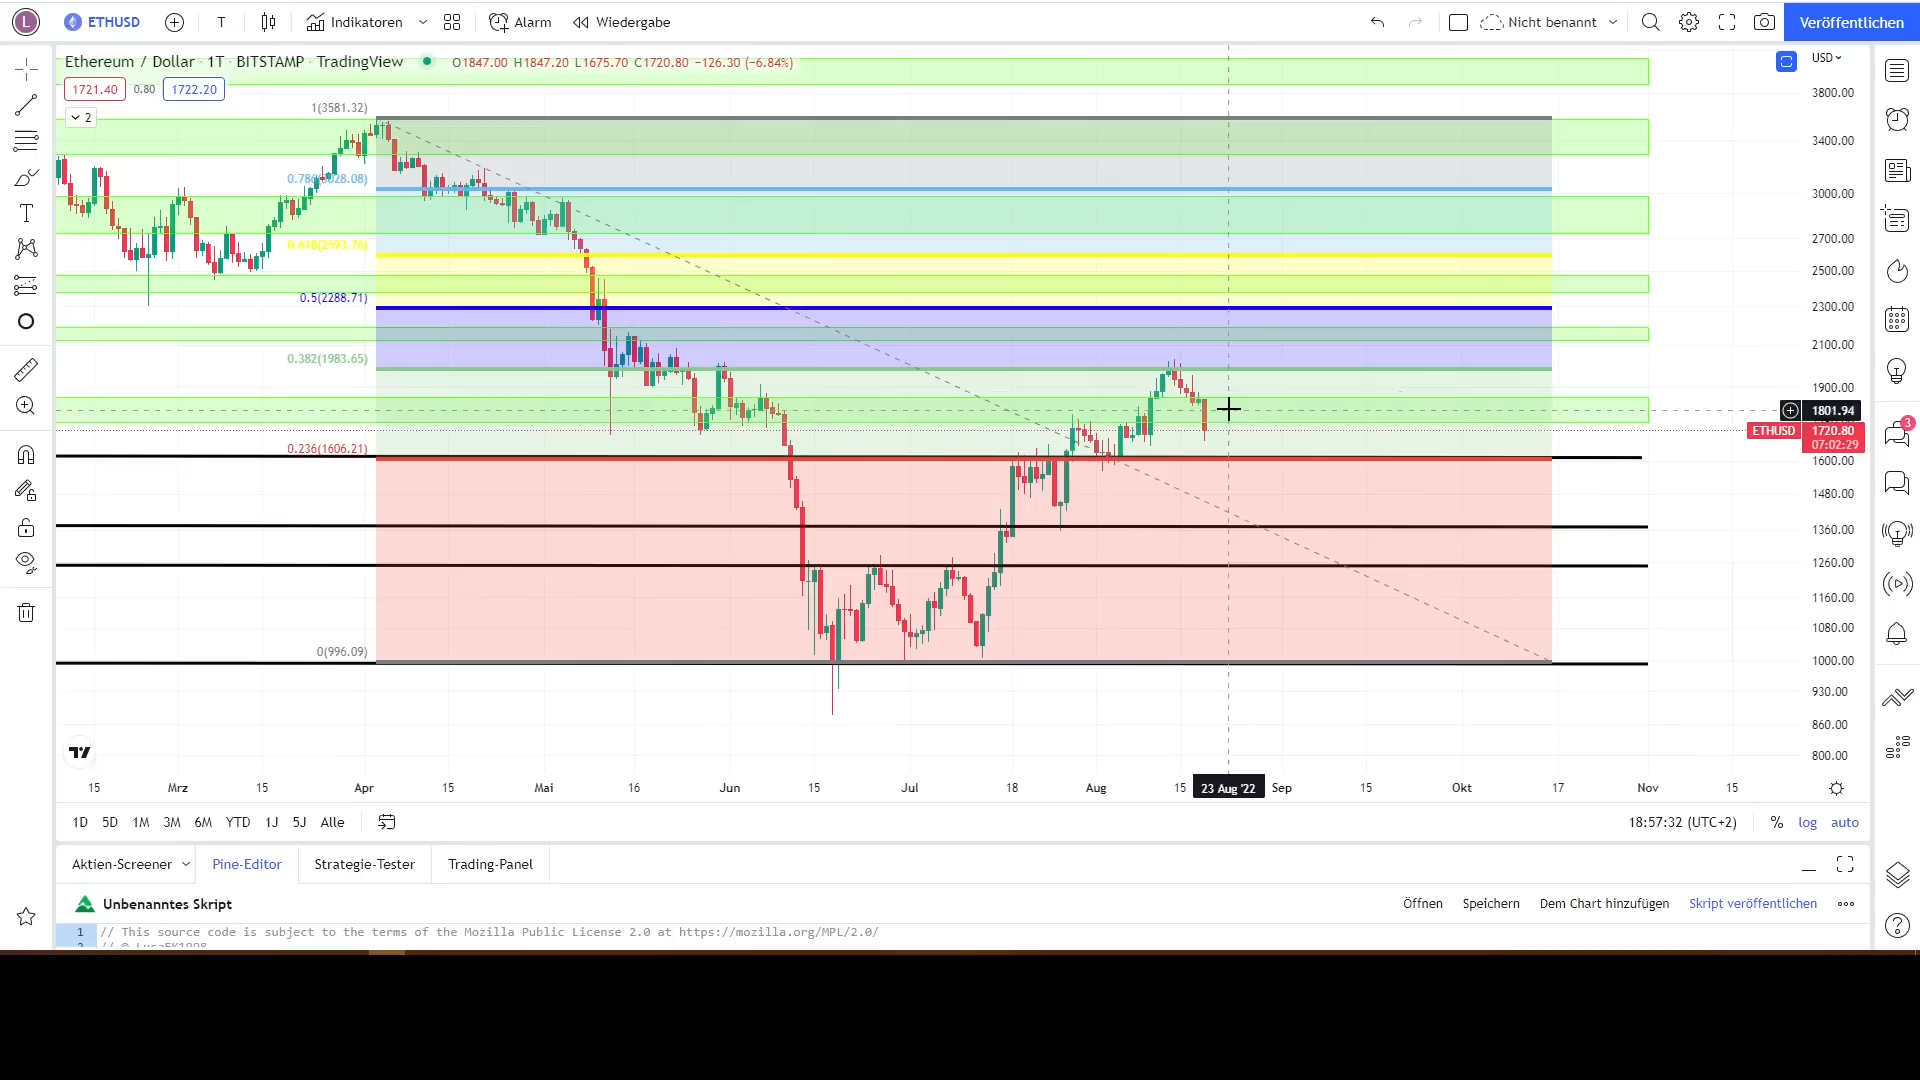 L ETHUSD T Indikatoren Alarm Wiedergabe Nicht benannt Veröffentlichen
Ethereum / Dollar · 1T · BITSTAMP · TradingView O1847.00 H1847.20 L1675.70 C1720.80 −126.30 (−6.84%)
USD
1721.40 0.80 1722.20
2
1(3581.32)
0.786(3028.08)
0.618(2593.76)
0.5(2288.71)
0.382(1983.65)
0.236(1606.21)
0(996.09)
3800.00
3400.00
3000.00
2700.00
2500.00
2300.00
2100.00
1900.00
1801.94
ETHUSD 1720.80
07:02:29
1600.00
1480.00
1360.00
1260.00
1160.00
1080.00
1000.00
930.00
860.00
800.00
3
15 Mrz 15 Apr 15 Mai 16 Jun 15 Jul 18 Aug 15 23 Aug '22 Sep 15 Okt 17 Nov 15
1D 5D 1M 3M 6M YTD 1J 5J Alle 18:57:32 (UTC+2) % log auto
Aktien-Screener Pine-Editor Strategie-Tester Trading-Panel
Unbenanntes Skript Öffnen Speichern Dem Chart hinzufügen Skript veröffentlichen
1 // This source code is subject to the terms of the Mozilla Public License 2.0 at https://mozilla.org/MPL/2.0/